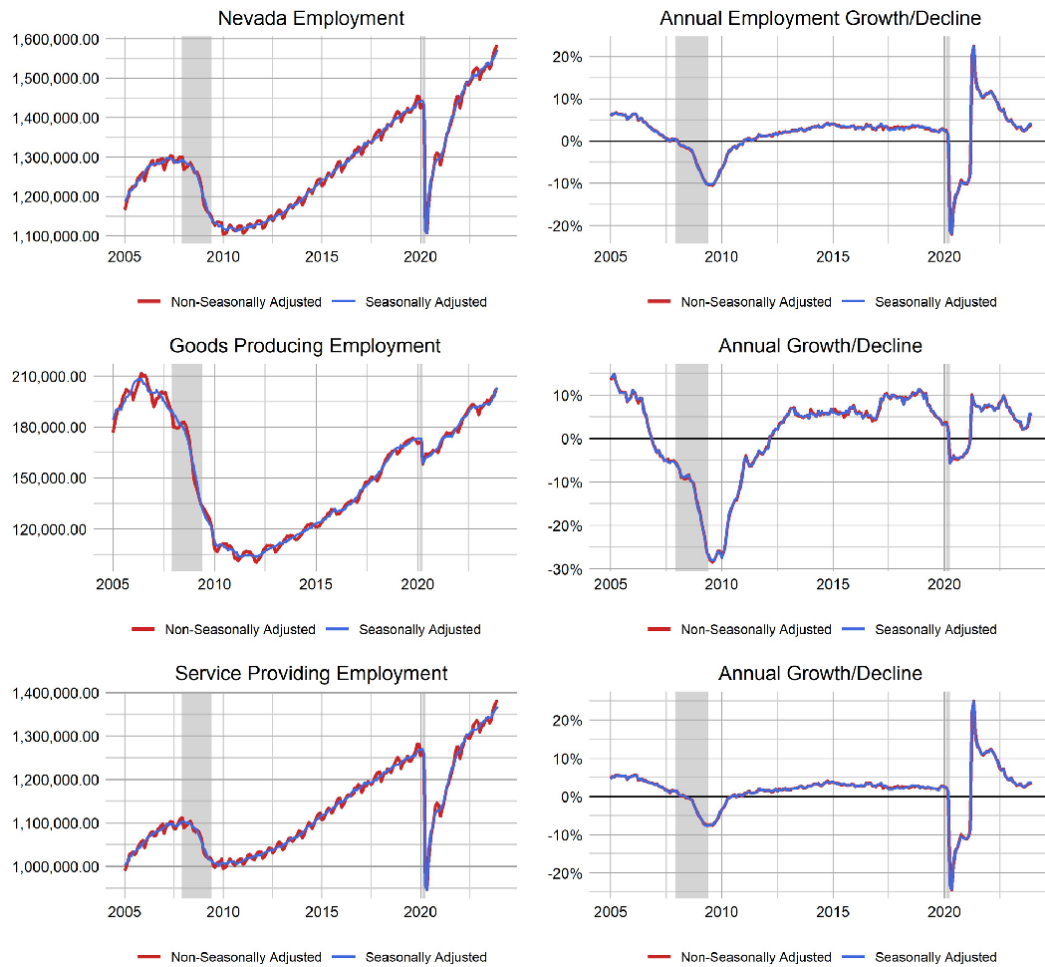 Nevada Employment
1,600,000.00
1,500,000.00
1,400,000.00
1,300,000.00
1,200,000.00
1,100,000.00
2005 2010 2015 2020
Non-Seasonally Adjusted Seasonally Adjusted
Annual Employment Growth/Decline
20%
10%
0%
-10%
-20%
2005 2010 2015 2020
Non-Seasonally Adjusted Seasonally Adjusted
Goods Producing Employment
210,000.00
180,000.00
150,000.00
120,000.00
2005 2010 2015 2020
Non-Seasonally Adjusted Seasonally Adjusted
Annual Growth/Decline
10%
0%
-10%
-20%
-30%
2005 2010 2015 2020
Non-Seasonally Adjusted Seasonally Adjusted
Service Providing Employment
1,400,000.00
1,300,000.00
1,200,000.00
1,100,000.00
1,000,000.00
2005 2010 2015 2020
Non-Seasonally Adjusted Seasonally Adjusted
Annual Growth/Decline
20%
10%
0%
-10%
-20%
2005 2010 2015 2020
Non-Seasonally Adjusted Seasonally Adjusted